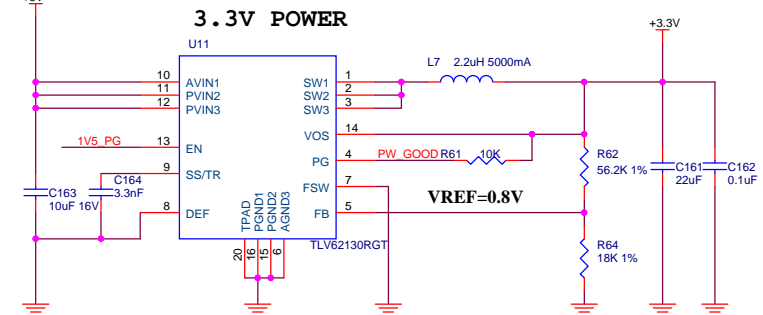 3.3V POWER
+3.3V
U11
L7 2.2uH 5000mA
10 AVIN1 SW1 1
11 PVIN2 SW2 2
12 PVIN3 SW3 3
VOS 14
1V5_PG 13 EN
PG 4 PW_GOOD R61 10K
R62
56.2K 1%
9 SS/TR
C164
3.3nF
FSW 7
C163
10uF 16V
C161
22uF
C162
0.1uF
VREF=0.8V
8 DEF FB 5
TPAD PGND1 PGND2 AGND3
TLV62130RGT
20 16 15 6
R64
18K 1%